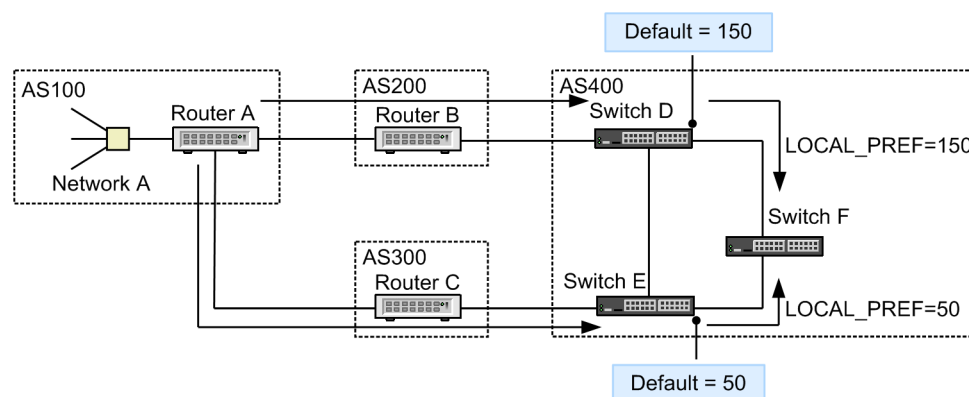 Default = 150
AS100
AS200
AS400
Router A
Router B
Switch D
LOCAL_PREF=150
Network A
Switch F
AS300
Router C
Switch E
LOCAL_PREF=50
Default = 50